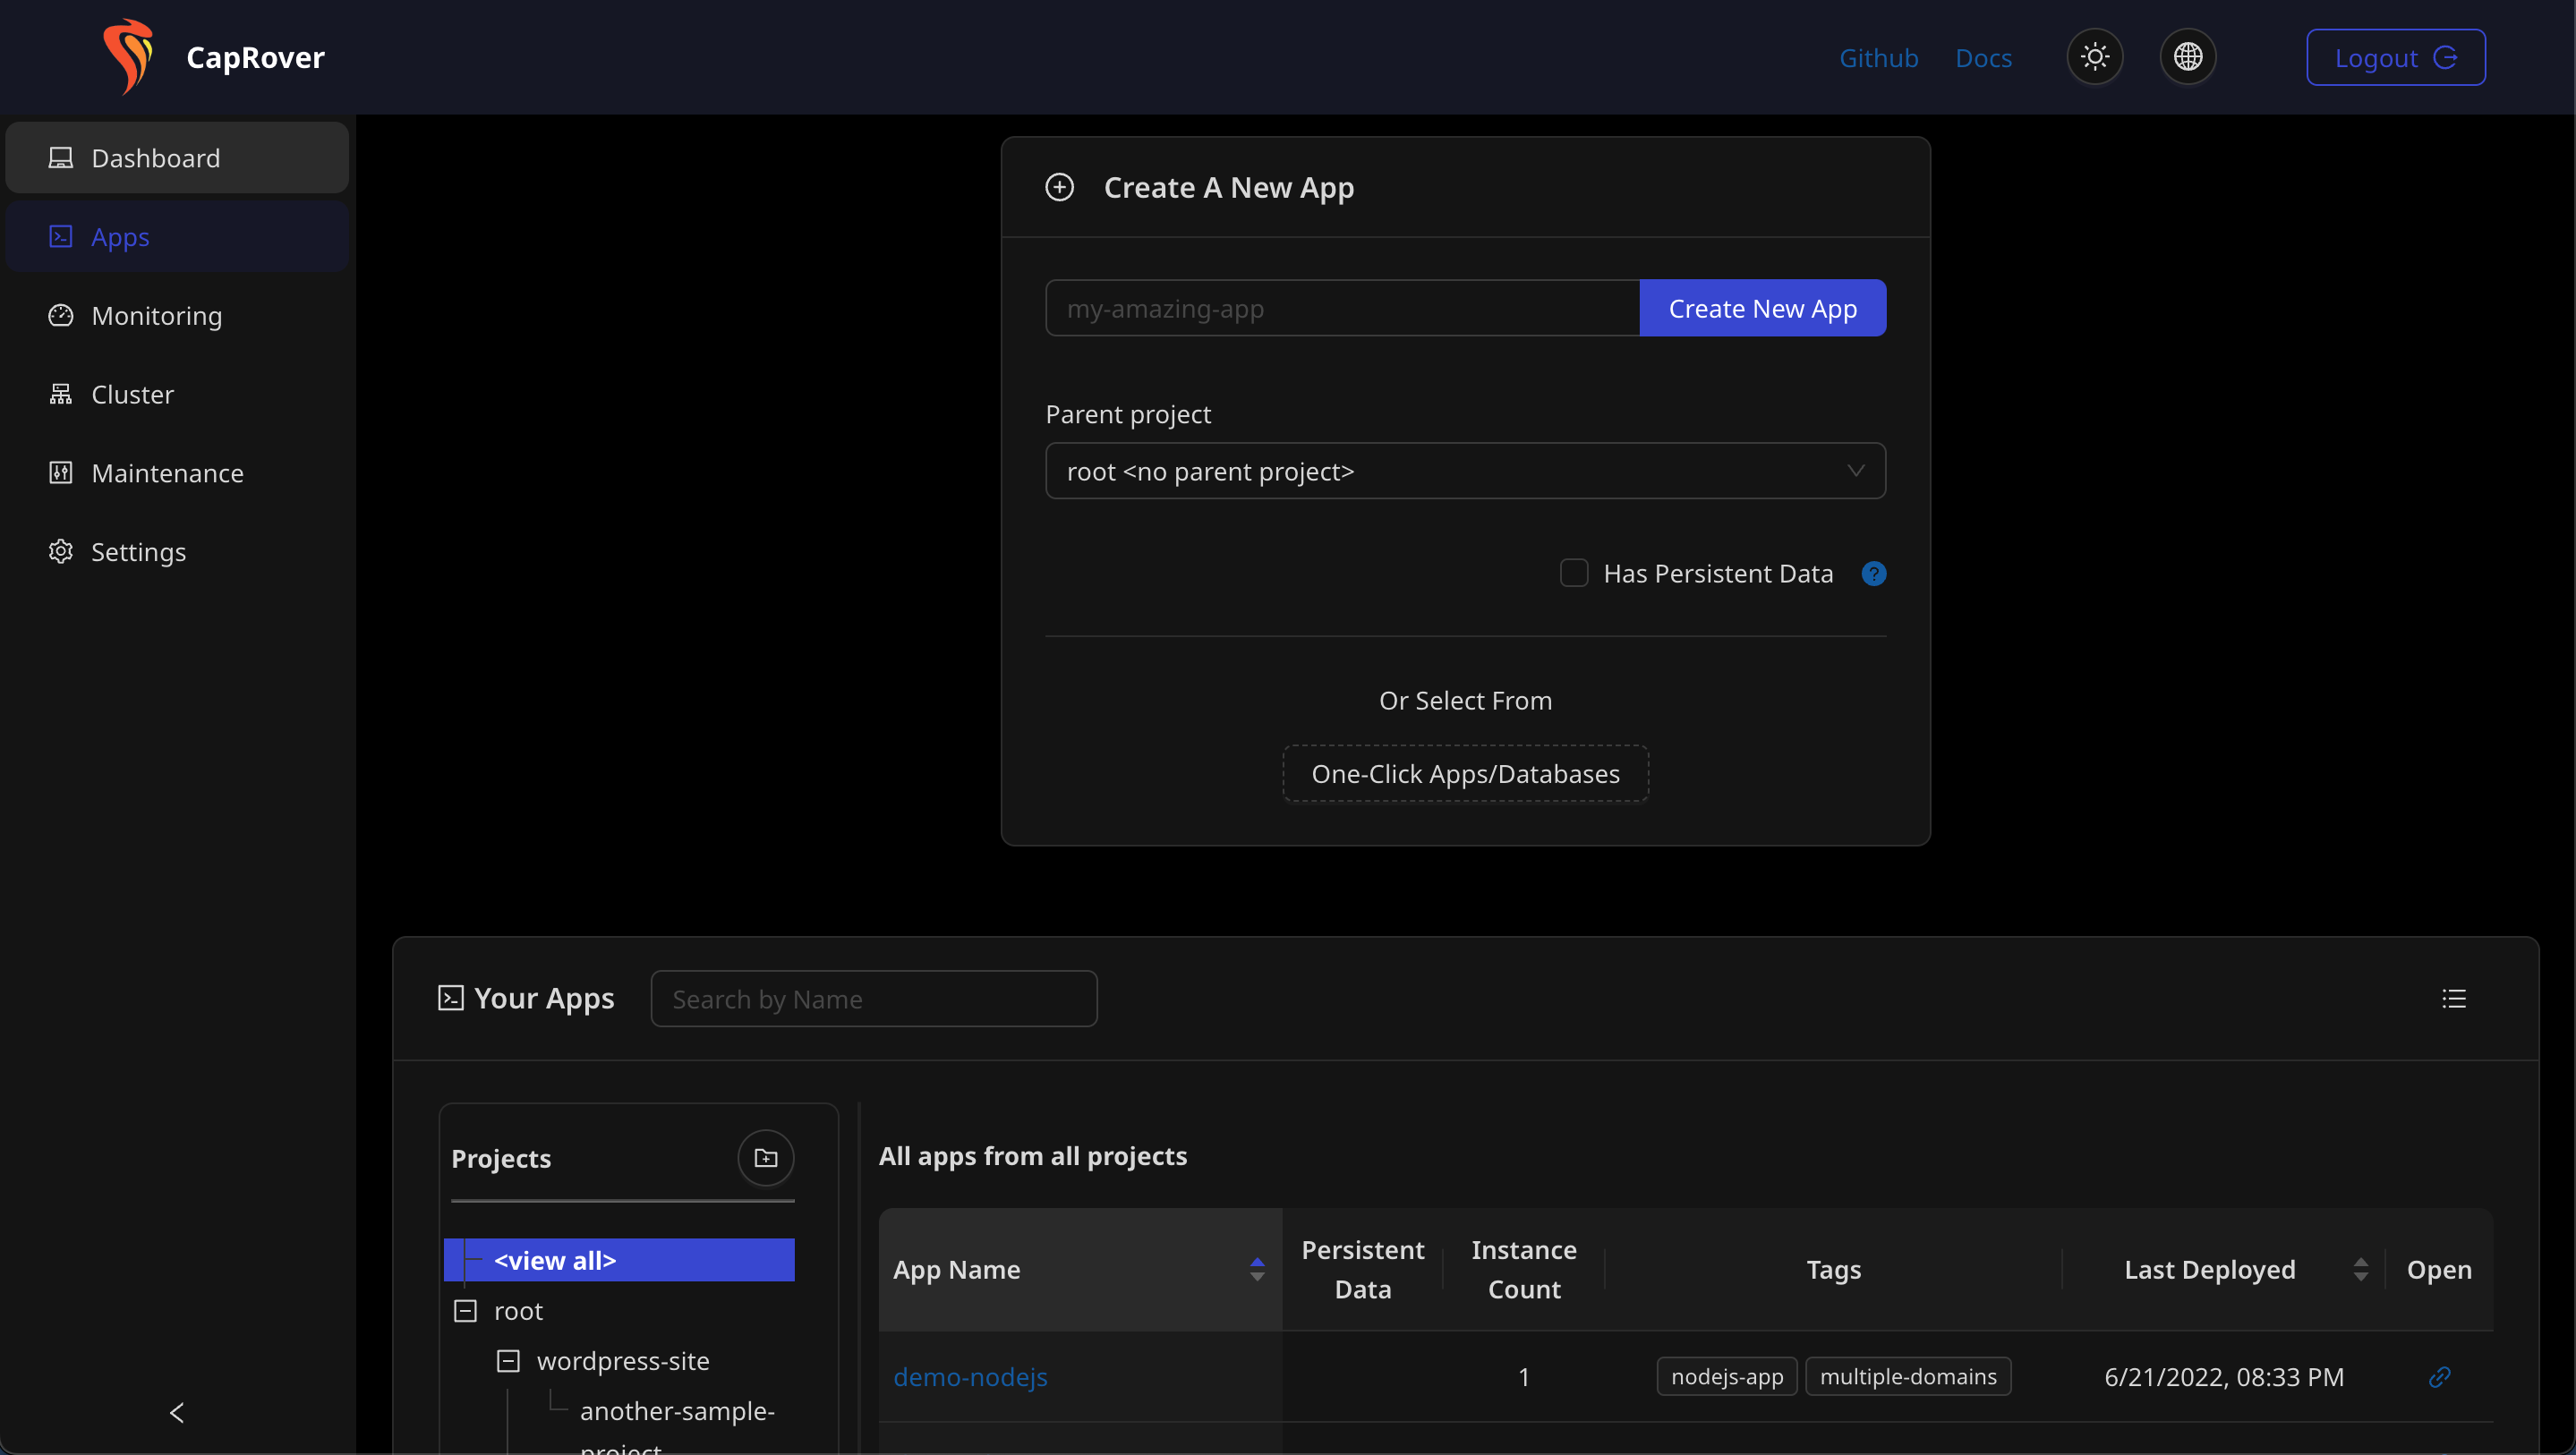 CapRover
Github
Docs
Logout
Dashboard
Apps
Monitoring
Cluster
Maintenance
Settings
Create A New App
my-amazing-app
Create New App
Parent project
root <no parent project>
Has Persistent Data
?
Or Select From
One-Click Apps/Databases
Your Apps
Search by Name
Projects
<view all>
root
wordpress-site
another-sample-
project
All apps from all projects
App Name
Persistent
Data
Instance
Count
Tags
Last Deployed
Open
demo-nodejs
1
nodejs-app
multiple-domains
6/21/2022, 08:33 PM